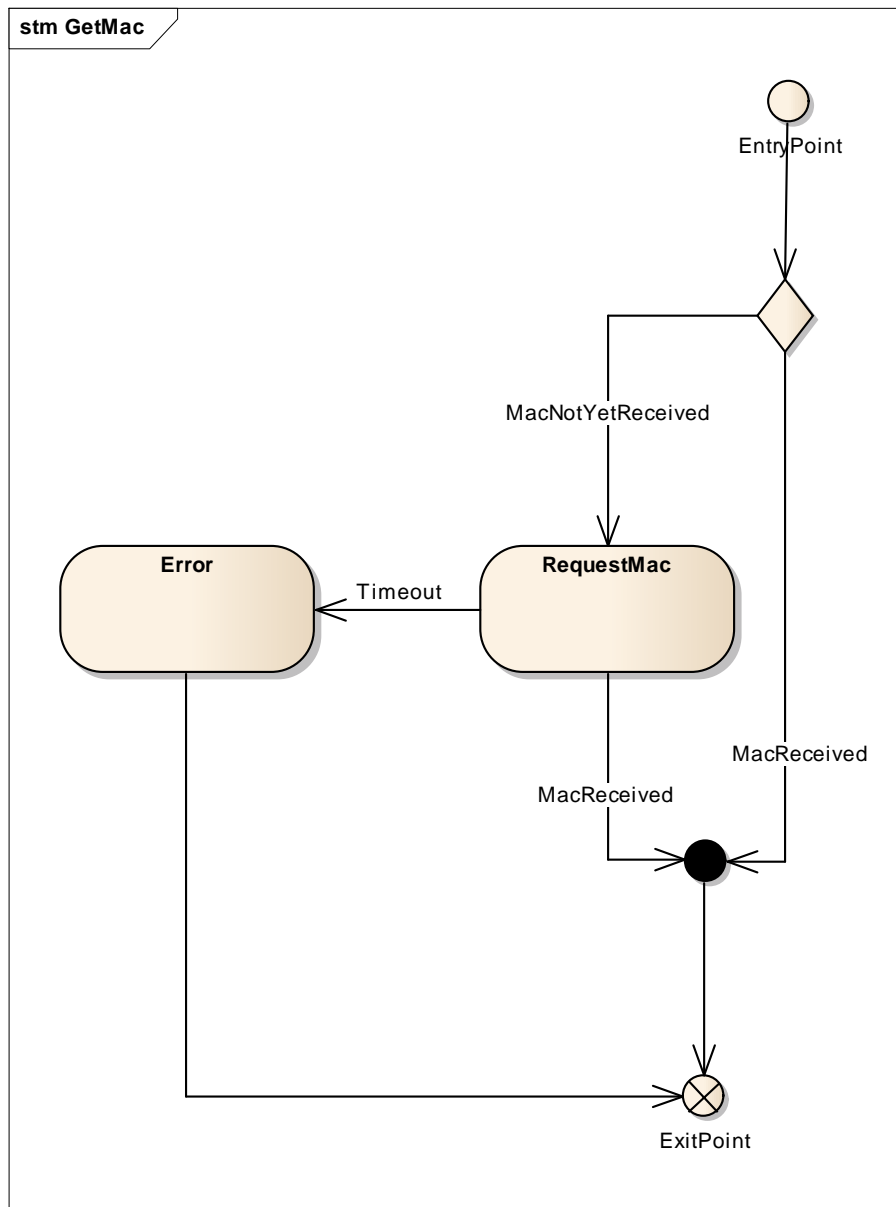 stm GetMac
EntryPoint
MacNotYetReceived
Error
RequestMac
Timeout
MacReceived
MacReceived
ExitPoint